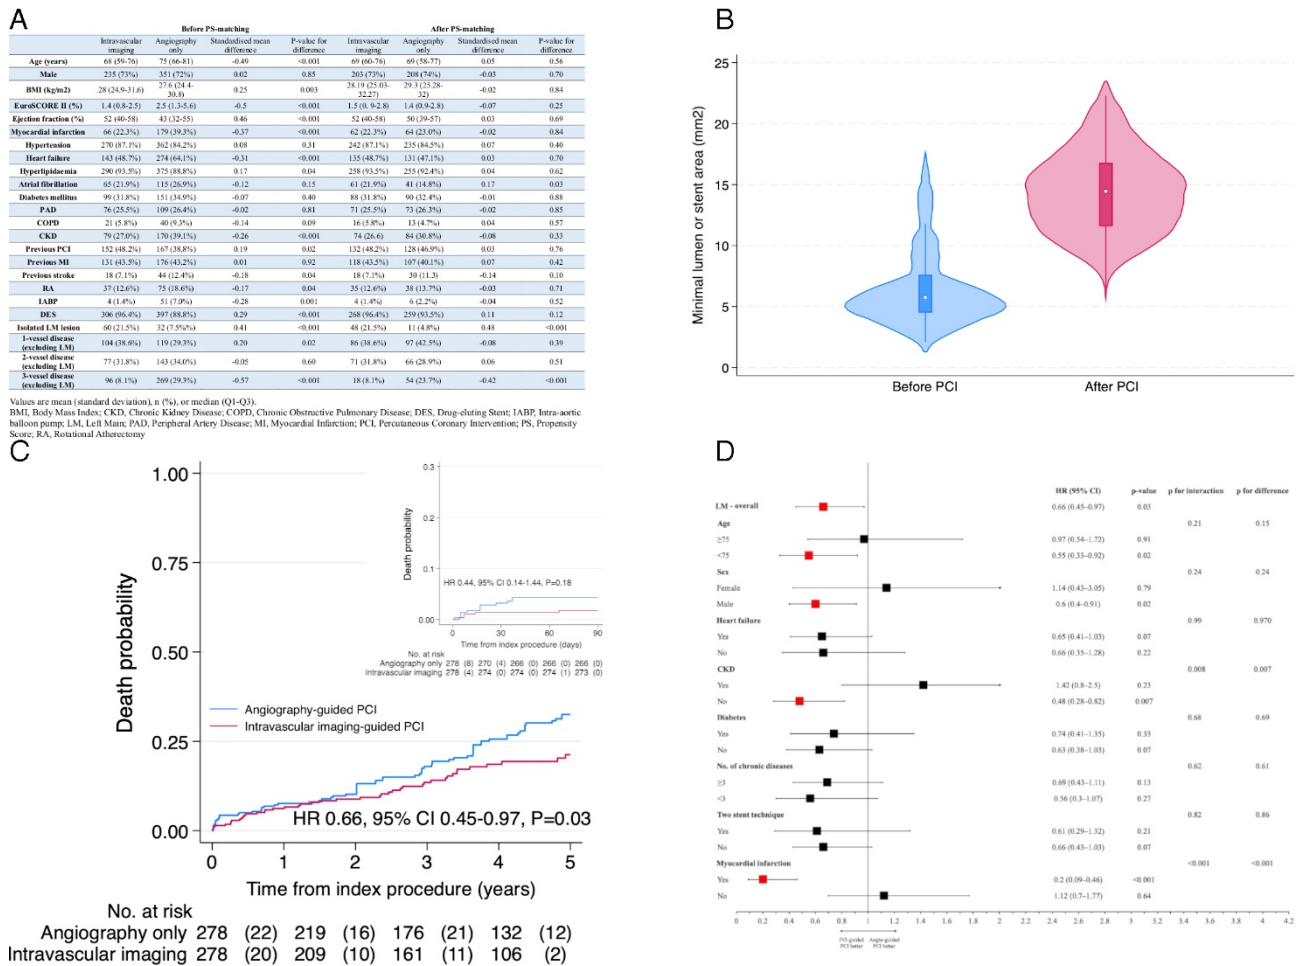 A
Before PS-matching After PS-matching
Intravascular imaging Angiography only Standardised mean difference P-value for difference Intravascular imaging Angiography only Standardised mean difference P-value for difference
Age (years) 68 (59-76) 75 (66-81) -0.49 <0.001 69 (60-76) 69 (58-77) 0.05 0.56
Male 235 (73%) 351 (72%) 0.02 0.85 203 (73%) 208 (74%) -0.03 0.70
BMI (kg/m2) 28 (24.9-31.6) 27.6 (24.4-30.8) 0.25 0.003 28.19 (25.03-32.27) 29.3 (25.28-32) -0.02 0.84
EuroSCORE II (%) 1.4 (0.8-2.5) 2.5 (1.3-5.6) -0.5 <0.001 1.5 (0. 9-2.8) 1.4 (0.9-2.8) -0.07 0.25
Ejection fraction (%) 52 (40-58) 43 (32-55) 0.46 <0.001 52 (40-58) 50 (39-57) 0.03 0.69
Myocardial infarction 66 (22.3%) 179 (39.3%) -0.37 <0.001 62 (22.3%) 64 (23.0%) -0.02 0.84
Hypertension 270 (87.1%) 362 (84.2%) 0.08 0.31 242 (87.1%) 235 (84.5%) 0.07 0.40
Heart failure 143 (48.7%) 274 (64.1%) -0.31 <0.001 135 (48.7%) 131 (47.1%) 0.03 0.70
Hyperlipidaemia 290 (93.5%) 375 (88.8%) 0.17 0.04 258 (93.5%) 255 (92.4%) 0.04 0.62
Atrial fibrillation 65 (21.9%) 115 (26.9%) -0.12 0.15 61 (21.9%) 41 (14.8%) 0.17 0.03
Diabetes mellitus 99 (31.8%) 151 (34.9%) -0.07 0.40 88 (31.8%) 90 (32.4%) -0.01 0.88
PAD 76 (25.5%) 109 (26.4%) -0.02 0.81 71 (25.5%) 73 (26.3%) -0.02 0.85
COPD 21 (5.8%) 40 (9.3%) -0.14 0.09 16 (5.8%) 13 (4.7%) 0.04 0.57
CKD 79 (27.0%) 170 (39.1%) -0.26 <0.001 74 (26.6) 84 (30.8%) -0.08 0.33
Previous PCI 152 (48.2%) 167 (38.8%) 0.19 0.02 132 (48.2%) 128 (46.9%) 0.03 0.76
Previous MI 131 (43.5%) 176 (43.2%) 0.01 0.92 118 (43.5%) 107 (40.1%) 0.07 0.42
Previous stroke 18 (7.1%) 44 (12.4%) -0.18 0.04 18 (7.1%) 30 (11.3) -0.14 0.10
RA 37 (12.6%) 75 (18.6%) -0.17 0.04 35 (12.6%) 38 (13.7%) -0.03 0.71
IABP 4 (1.4%) 51 (7.0%) -0.28 0.001 4 (1.4%) 6 (2.2%) -0.04 0.52
DES 306 (96.4%) 397 (88.8%) 0.29 <0.001 268 (96.4%) 259 (93.5%) 0.11 0.12
Isolated LM lesion 60 (21.5%) 32 (7.5%%) 0.41 <0.001 48 (21.5%) 11 (4.8%) 0.48 <0.001
1-vessel disease (excluding LM) 104 (38.6%) 119 (29.3%) 0.20 0.02 86 (38.6%) 97 (42.5%) -0.08 0.39
2-vessel disease (excluding LM) 77 (31.8%) 143 (34.0%) -0.05 0.60 71 (31.8%) 66 (28.9%) 0.06 0.51
3-vessel disease (excluding LM) 96 (8.1%) 269 (29.3%) -0.57 <0.001 18 (8.1%) 54 (23.7%) -0.42 <0.001
Values are mean (standard deviation), n (%), or median (Q1-Q3).
BMI, Body Mass Index; CKD, Chronic Kidney Disease; COPD, Chronic Obstructive Pulmonary Disease; DES, Drug-eluting Stent; IABP, Intra-aortic
balloon pump; LM, Left Main; PAD, Peripheral Artery Disease; MI, Myocardial Infarction; PCI, Percutaneous Coronary Intervention; PS, Propensity
Score; RA, Rotational Atherectomy
B
Minimal lumen or stent area (mm2)
25
20
15
10
5
0
Before PCI After PCI
C
Death probability
1.00
0.75
0.50
0.25
0.00
0 1 2 3 4 5
Time from index procedure (years)
Angiography-guided PCI
Intravascular imaging-guided PCI
HR 0.66, 95% CI 0.45-0.97, P=0.03
No. at risk
Angiography only 278 (22) 219 (16) 176 (21) 132 (12)
Intravascular imaging 278 (20) 209 (10) 161 (11) 106 (2)
Death probability
0.3
0.2
0.1
0.00
HR 0.44, 95% CI 0.14-1.44, P=0.18
0 30 60 90
Time from index procedure (days)
No. at risk
Angiography only 278 (8) 270 (4) 266 (0) 266 (0) 266 (0)
Intravascular imaging 278 (4) 274 (0) 274 (0) 274 (1) 273 (0)
D
HR (95% CI) p-value p for interaction p for difference
LM - overall 0.66 (0.45–0.97) 0.03
Age 0.21 0.15
≥75 0.97 (0.54–1.72) 0.91
<75 0.55 (0.33–0.92) 0.02
Sex 0.24 0.24
Female 1.14 (0.43–3.05) 0.79
Male 0.6 (0.4–0.91) 0.02
Heart failure 0.99 0.970
Yes 0.65 (0.41–1.03) 0.07
No 0.66 (0.35–1.28) 0.22
CKD 0.008 0.007
Yes 1.42 (0.8–2.5) 0.23
No 0.48 (0.28–0.82) 0.007
Diabetes 0.68 0.69
Yes 0.74 (0.41–1.35) 0.33
No 0.63 (0.38–1.03) 0.07
No. of chronic diseases 0.62 0.61
≥3 0.69 (0.43–1.11) 0.13
<3 0.56 (0.3–1.07) 0.27
Two stent technique 0.82 0.86
Yes 0.61 (0.29–1.32) 0.21
No 0.66 (0.43–1.03) 0.07
Myocardial infarction <0.001 <0.001
Yes 0.2 (0.09–0.46) <0.001
No 1.12 (0.7–1.77) 0.64
0 0.2 0.4 0.6 0.8 1 1.2 1.4 1.6 1.8 2 2.2 2.4 2.6 2.8 3 3.2 3.4 3.6 3.8 4 4.2
IVI-guided PCI better Angio-guided PCI better